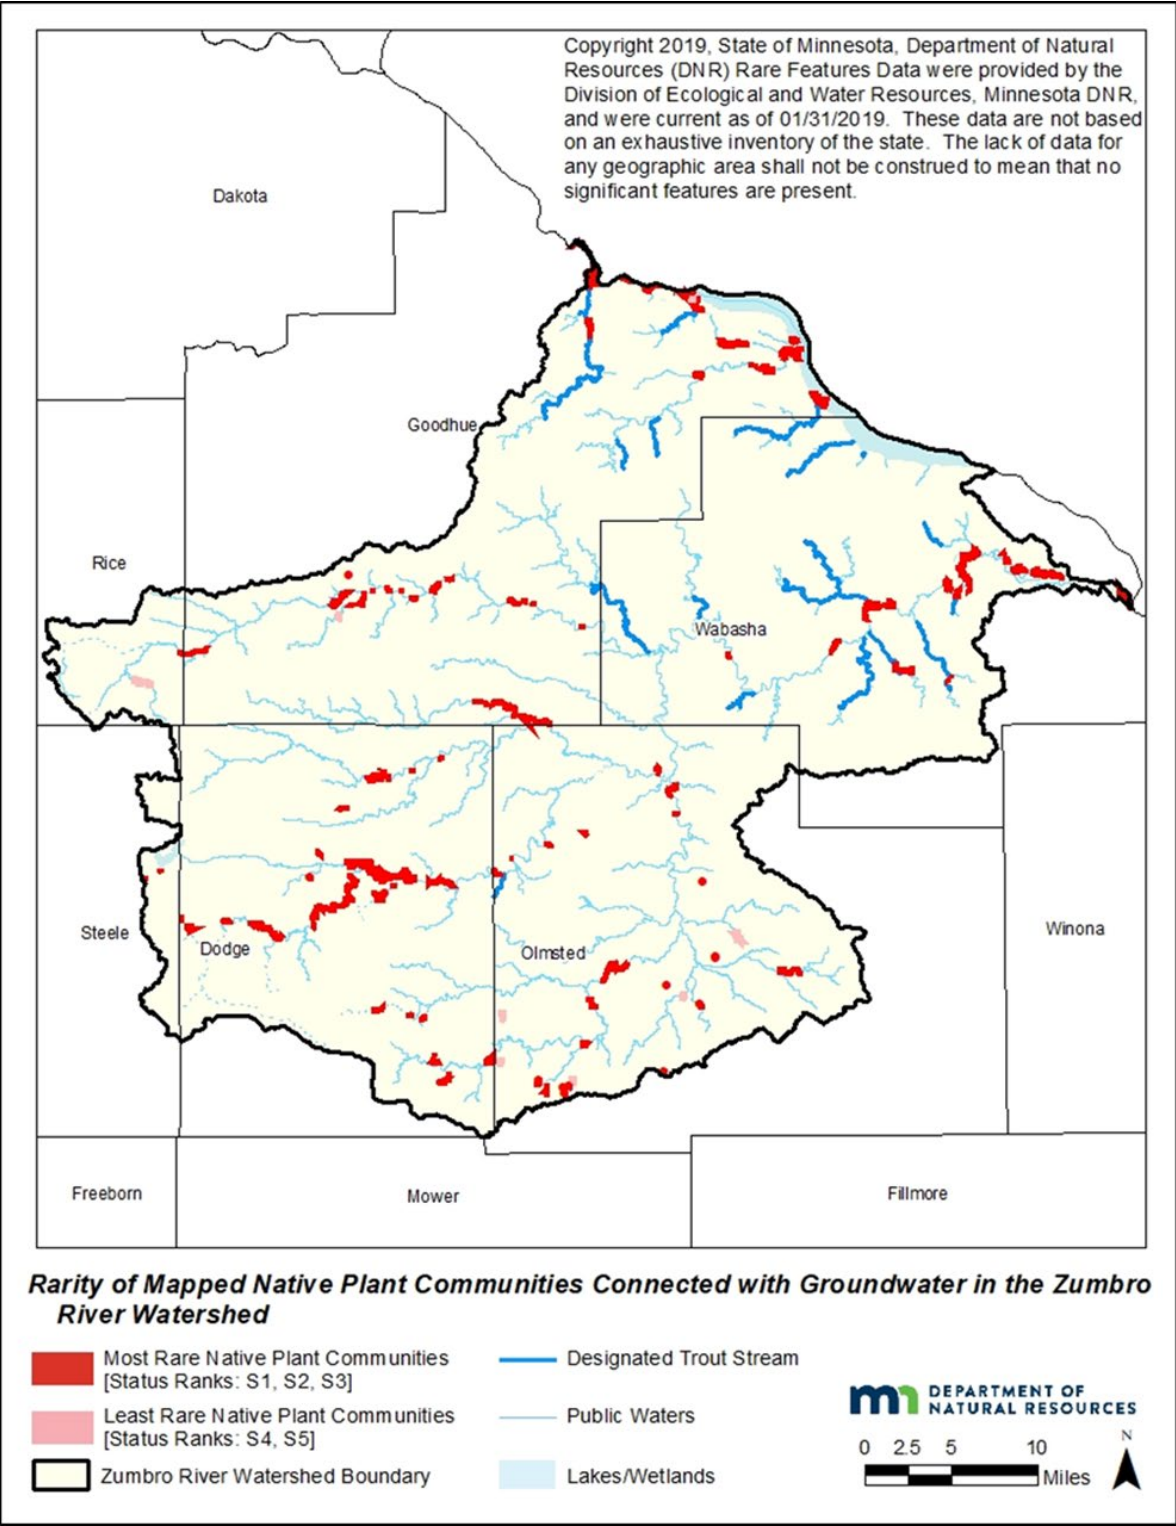 Copyright 2019, State of Minnesota, Department of Natural
Resources (DNR) Rare Features Data were provided by the
Division of Ecological and Water Resources, Minnesota DNR,
and were current as of 01/31/2019. These data are not based
on an exhaustive inventory of the state. The lack of data for
any geographic area shall not be construed to mean that no
significant features are present.
Dakota
Goodhue
Rice
Wabasha
Steele
Dodge
Olmsted
Winona
Freeborn
Mower
Fillmore
Rarity of Mapped Native Plant Communities Connected with Groundwater in the Zumbro
River Watershed
Most Rare Native Plant Communities
[Status Ranks: S1, S2, S3]
Least Rare Native Plant Communities
[Status Ranks: S4, S5]
Zumbro River Watershed Boundary
Designated Trout Stream
Public Waters
Lakes/Wetlands
mn DEPARTMENT OF
NATURAL RESOURCES
N
0 2.5 5 10
Miles